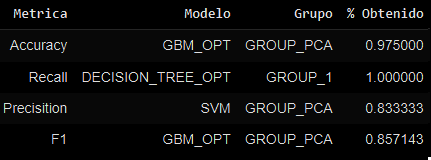 Metrica Modelo Grupo % Obtenido
Accuracy GBM_OPT GROUP_PCA 0.975000
Recall DECISION_TREE_OPT GROUP_1 1.000000
Precisition SVM GROUP_PCA 0.833333
F1 GBM_OPT GROUP_PCA 0.857143